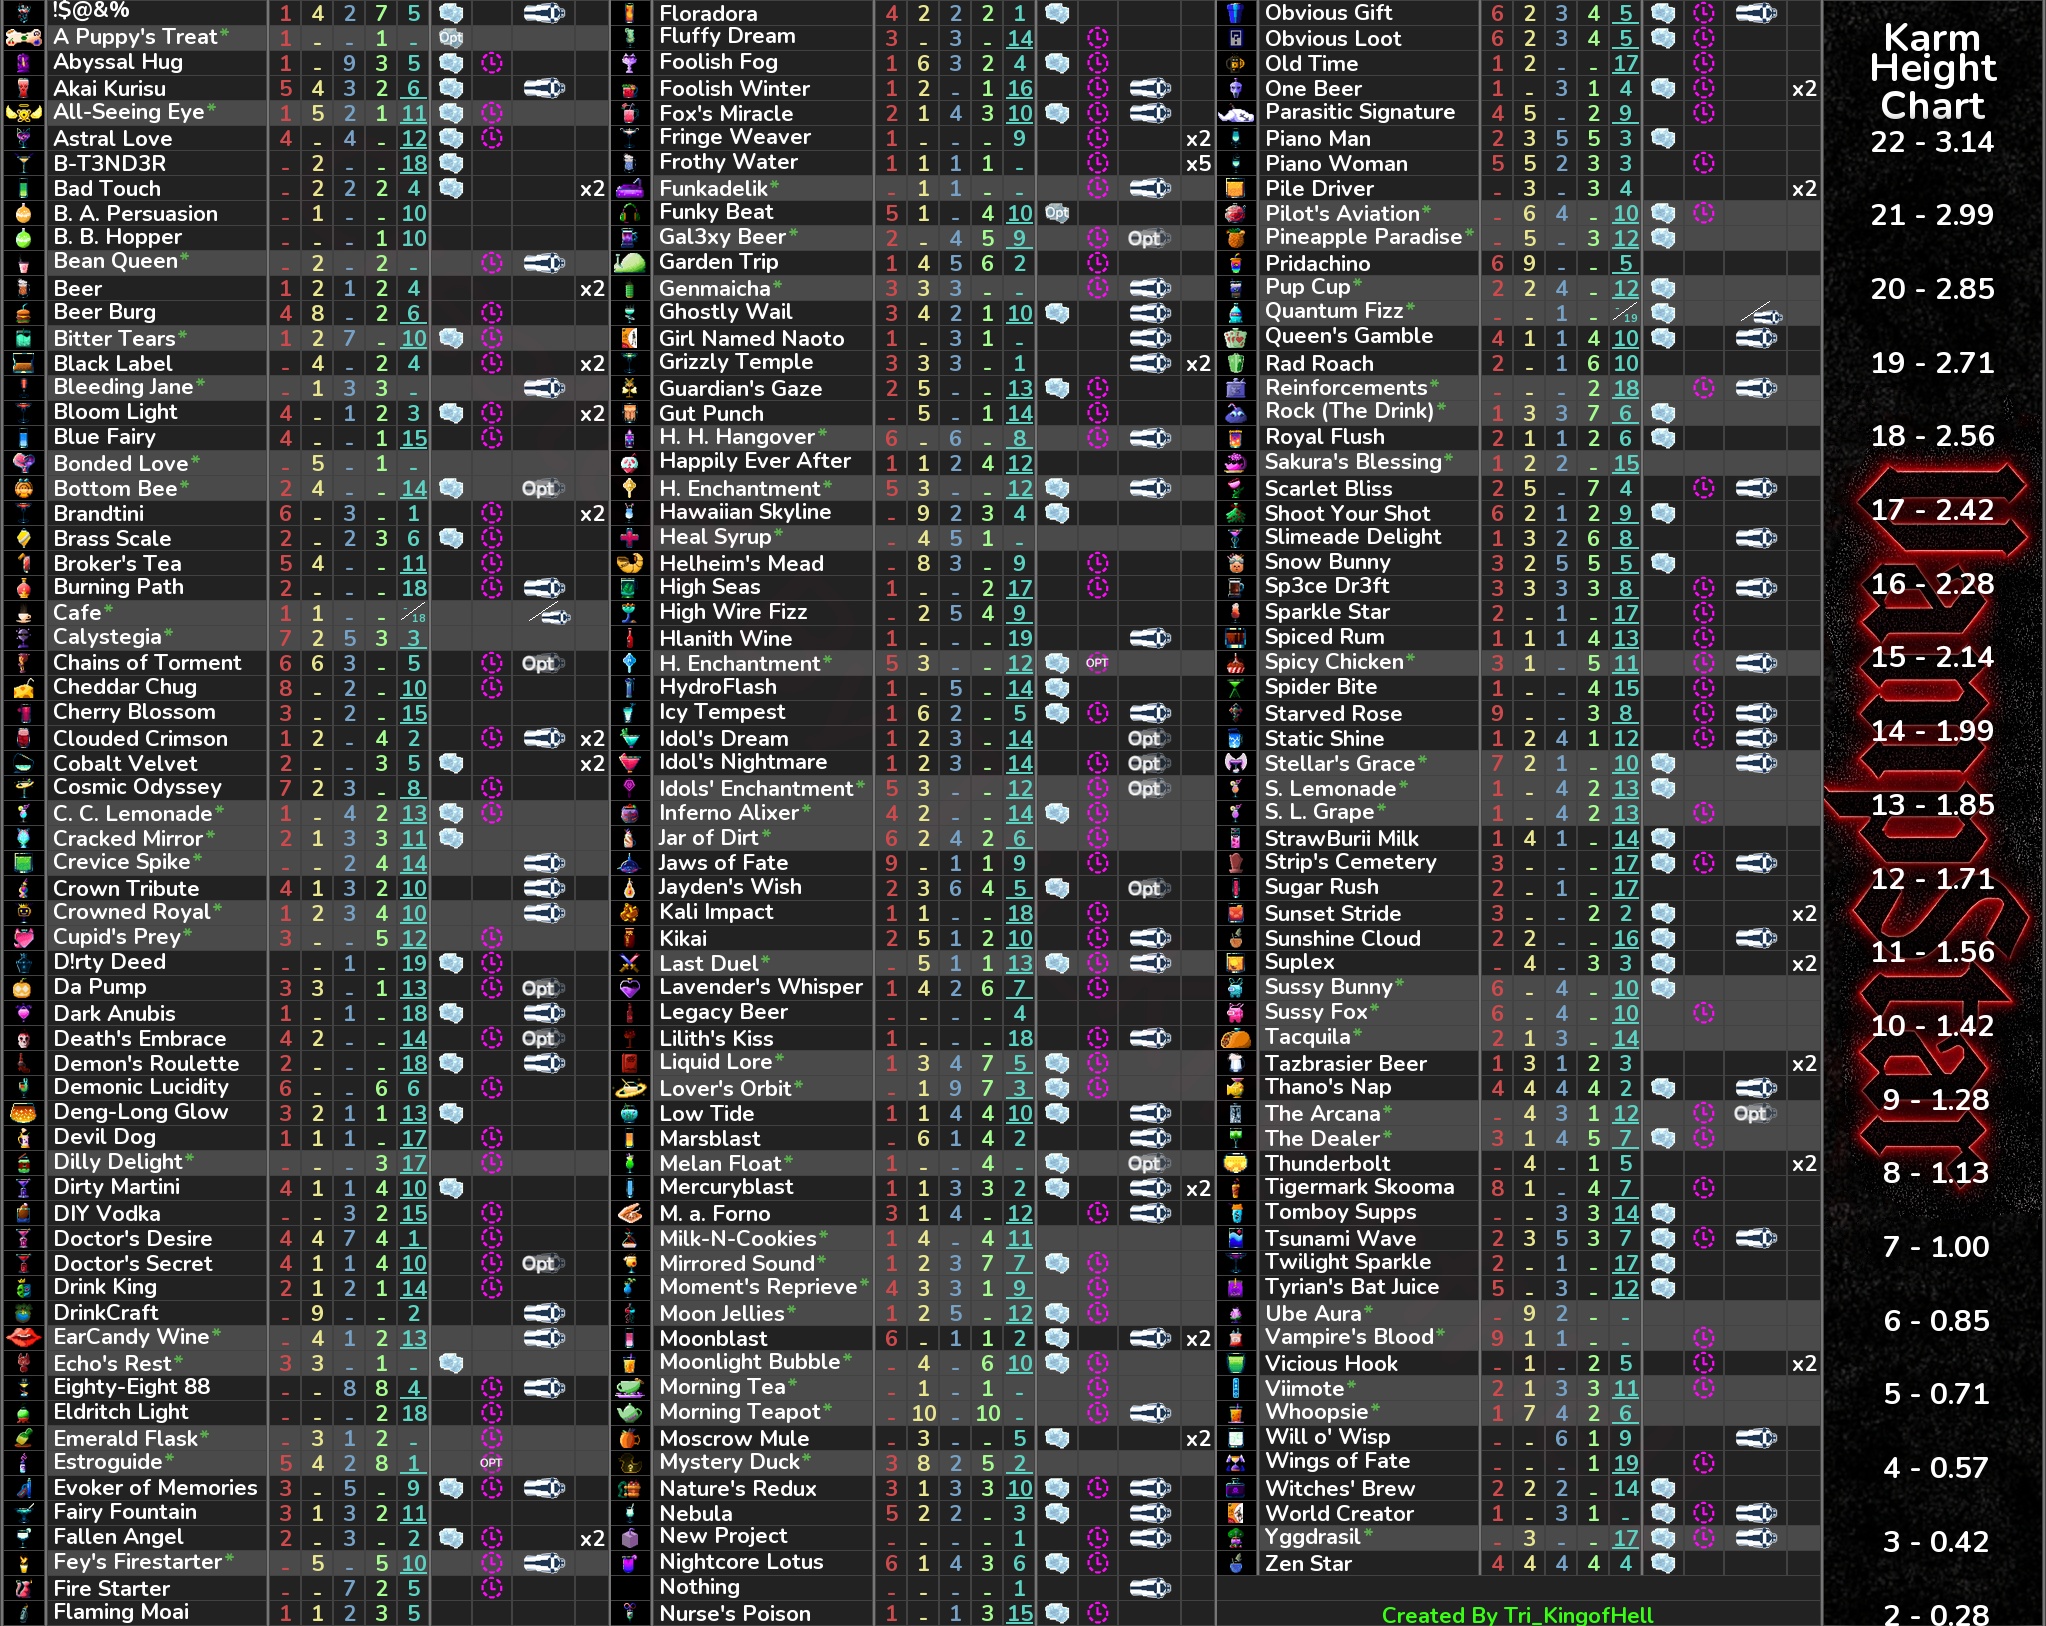 !$@&% 1 4 2 7 5
A Puppy's Treat* 1 - - 1 - Opt
Abyssal Hug 1 - 9 3 5
Akai Kurisu 5 4 3 2 6
All-Seeing Eye* 1 5 2 1 11
Astral Love 4 - 4 - 12
B-T3ND3R - 2 - - 18
Bad Touch - 2 2 2 4 x2
B. A. Persuasion - 1 - - 10
B. B. Hopper - - - 1 10
Bean Queen* - 2 - 2 -
Beer 1 2 1 2 4 x2
Beer Burg 4 8 - 2 6
Bitter Tears* 1 2 7 - 10
Black Label - 4 - 2 4 x2
Bleeding Jane* - 1 3 3 -
Bloom Light 4 - 1 2 3 x2
Blue Fairy 4 - - 1 15
Bonded Love* - 5 - 1 -
Bottom Bee* 2 4 - - 14 Opt
Brandtini 6 - 3 - 1 x2
Brass Scale 2 - 2 3 6
Broker's Tea 5 4 - - 11
Burning Path 2 - - - 18
Cafe* 1 1 - - -/18
Calystegia* 7 2 5 3 3
Chains of Torment 6 6 3 - 5 Opt
Cheddar Chug 8 - 2 - 10
Cherry Blossom 3 - 2 - 15
Clouded Crimson 1 2 - 4 2 x2
Cobalt Velvet 2 - - 3 5 x2
Cosmic Odyssey 7 2 3 - 8
C. C. Lemonade* 1 - 4 2 13
Cracked Mirror* 2 1 3 3 11
Crevice Spike* - - 2 4 14
Crown Tribute 4 1 3 2 10
Crowned Royal* 1 2 3 4 10
Cupid's Prey* 3 - - 5 12
D!rty Deed - - 1 - 19
Da Pump 3 3 - 1 13 Opt
Dark Anubis 1 - 1 - 18
Death's Embrace 4 2 - - 14 Opt
Demon's Roulette 2 - - - 18
Demonic Lucidity 6 - - 6 6
Deng-Long Glow 3 2 1 1 13
Devil Dog 1 1 1 - 17
Dilly Delight* - - - 3 17
Dirty Martini 4 1 1 4 10
DIY Vodka - - 3 2 15
Doctor's Desire 4 4 7 4 1
Doctor's Secret 4 1 1 4 10 Opt
Drink King 2 1 2 1 14
DrinkCraft - 9 - - 2
EarCandy Wine* - 4 1 2 13
Echo's Rest* 3 3 - 1 -
Eighty-Eight 88 - - 8 8 4
Eldritch Light - - - 2 18
Emerald Flask* - 3 1 2 -
Estroguide* 5 4 2 8 1 OPT
Evoker of Memories 3 - 5 - 9
Fairy Fountain 3 1 3 2 11
Fallen Angel 2 - 3 - 2 x2
Fey's Firestarter* - 5 - 5 10
Fire Starter - - 7 2 5
Flaming Moai 1 1 2 3 5
Floradora 4 2 2 2 1
Fluffy Dream 3 - 3 - 14
Foolish Fog 1 6 3 2 4
Foolish Winter 1 2 - 1 16
Fox's Miracle 2 1 4 3 10
Fringe Weaver 1 - - - 9 x2
Frothy Water 1 1 1 1 - x5
Funkadelik* - 1 1 - -
Funky Beat 5 1 - 4 10 Opt
Gal3xy Beer* 2 - 4 5 9 Opt
Garden Trip 1 4 5 6 2
Genmaicha* 3 3 3 - -
Ghostly Wail 3 4 2 1 10
Girl Named Naoto 1 - 3 1 -
Grizzly Temple 3 3 3 - 1 x2
Guardian's Gaze 2 5 - - 13
Gut Punch - 5 - 1 14
H. H. Hangover* 6 - 6 - 8
Happily Ever After 1 1 2 4 12
H. Enchantment* 5 3 - - 12
Hawaiian Skyline - 9 2 3 4
Heal Syrup* - 4 5 1 -
Helheim's Mead - 8 3 - 9
High Seas 1 - - 2 17
High Wire Fizz - 2 5 4 9
Hlanith Wine 1 - - - 19
H. Enchantment* 5 3 - - 12 OPT
HydroFlash 1 - 5 - 14
Icy Tempest 1 6 2 - 5
Idol's Dream 1 2 3 - 14 Opt
Idol's Nightmare 1 2 3 - 14 Opt
Idols' Enchantment* 5 3 - - 12 Opt
Inferno Alixer* 4 2 - - 14
Jar of Dirt* 6 2 4 2 6
Jaws of Fate 9 - 1 1 9
Jayden's Wish 2 3 6 4 5 Opt
Kali Impact 1 1 - - 18
Kikai 2 5 1 2 10
Last Duel* - 5 1 1 13
Lavender's Whisper 1 4 2 6 7
Legacy Beer - - - - 4
Lilith's Kiss 1 - - - 18
Liquid Lore* 1 3 4 7 5
Lover's Orbit* - 1 9 7 3
Low Tide 1 1 4 4 10
Marsblast - 6 1 4 2
Melan Float* 1 - - 4 - Opt
Mercuryblast 1 1 3 3 2 x2
M. a. Forno 3 1 4 - 12
Milk-N-Cookies* 1 4 - 4 11
Mirrored Sound* 1 2 3 7 7
Moment's Reprieve* 4 3 3 1 9
Moon Jellies* 1 2 5 - 12
Moonblast 6 - 1 1 2 x2
Moonlight Bubble* - 4 - 6 10
Morning Tea* - 1 - 1 -
Morning Teapot* - 10 - 10 -
Moscrow Mule - 3 - - 5 x2
Mystery Duck* 3 8 2 5 2
Nature's Redux 3 1 3 3 10
Nebula 5 2 2 - 3
New Project - - - - 1
Nightcore Lotus 6 1 4 3 6
Nothing - - - - 1
Nurse's Poison 1 - 1 3 15
Obvious Gift 6 2 3 4 5
Obvious Loot 6 2 3 4 5
Old Time 1 2 - - 17
One Beer 1 - 3 1 4 x2
Parasitic Signature 4 5 - 2 9
Piano Man 2 3 5 5 3
Piano Woman 5 5 2 3 3
Pile Driver - 3 - 3 4 x2
Pilot's Aviation* - 6 4 - 10
Pineapple Paradise* - 5 - 3 12
Pridachino 6 9 - - 5
Pup Cup* 2 2 4 - 12
Quantum Fizz* - - 1 - -/19
Queen's Gamble 4 1 1 4 10
Rad Roach 2 - 1 6 10
Reinforcements* - - - 2 18
Rock (The Drink)* 1 3 3 7 6
Royal Flush 2 1 1 2 6
Sakura's Blessing* 1 2 2 - 15
Scarlet Bliss 2 5 - 7 4
Shoot Your Shot 6 2 1 2 9
Slimeade Delight 1 3 2 6 8
Snow Bunny 3 2 5 5 5
Sp3ce Dr3ft 3 3 3 3 8
Sparkle Star 2 - 1 - 17
Spiced Rum 1 1 1 4 13
Spicy Chicken* 3 1 - 5 11
Spider Bite 1 - - 4 15
Starved Rose 9 - - 3 8
Static Shine 1 2 4 1 12
Stellar's Grace* 7 2 1 - 10
S. Lemonade* 1 - 4 2 13
S. L. Grape* 1 - 4 2 13
StrawBurii Milk 1 4 1 - 14
Strip's Cemetery 3 - - - 17
Sugar Rush 2 - 1 - 17
Sunset Stride 3 - - 2 2 x2
Sunshine Cloud 2 2 - - 16
Suplex - 4 - 3 3 x2
Sussy Bunny* 6 - 4 - 10
Sussy Fox* 6 - 4 - 10
Tacquila* 2 1 3 - 14
Tazbrasier Beer 1 3 1 2 3 x2
Thano's Nap 4 4 4 4 2
The Arcana* - 4 3 1 12 Opt
The Dealer* 3 1 4 5 7
Thunderbolt - 4 - 1 5 x2
Tigermark Skooma 8 1 - 4 7
Tomboy Supps - - 3 3 14
Tsunami Wave 2 3 5 3 7
Twilight Sparkle 2 - 1 - 17
Tyrian's Bat Juice 5 - 3 - 12
Ube Aura* - 9 2 - -
Vampire's Blood* 9 1 1 - -
Vicious Hook - 1 - 2 5 x2
Viimote* 2 1 3 3 11
Whoopsie* 1 7 4 2 6
Will o' Wisp - - 6 1 9
Wings of Fate - - - 1 19
Witches' Brew 2 2 2 - 14
World Creator 1 - 3 1 -
Yggdrasil* - 3 - - 17
Zen Star 4 4 4 4 4
Created By Tri_KingofHell
Karm
Height
Chart
22 - 3.14
21 - 2.99
20 - 2.85
19 - 2.71
18 - 2.56
17 - 2.42
16 - 2.28
15 - 2.14
14 - 1.99
13 - 1.85
12 - 1.71
11 - 1.56
10 - 1.42
9 - 1.28
8 - 1.13
7 - 1.00
6 - 0.85
5 - 0.71
4 - 0.57
3 - 0.42
2 - 0.28